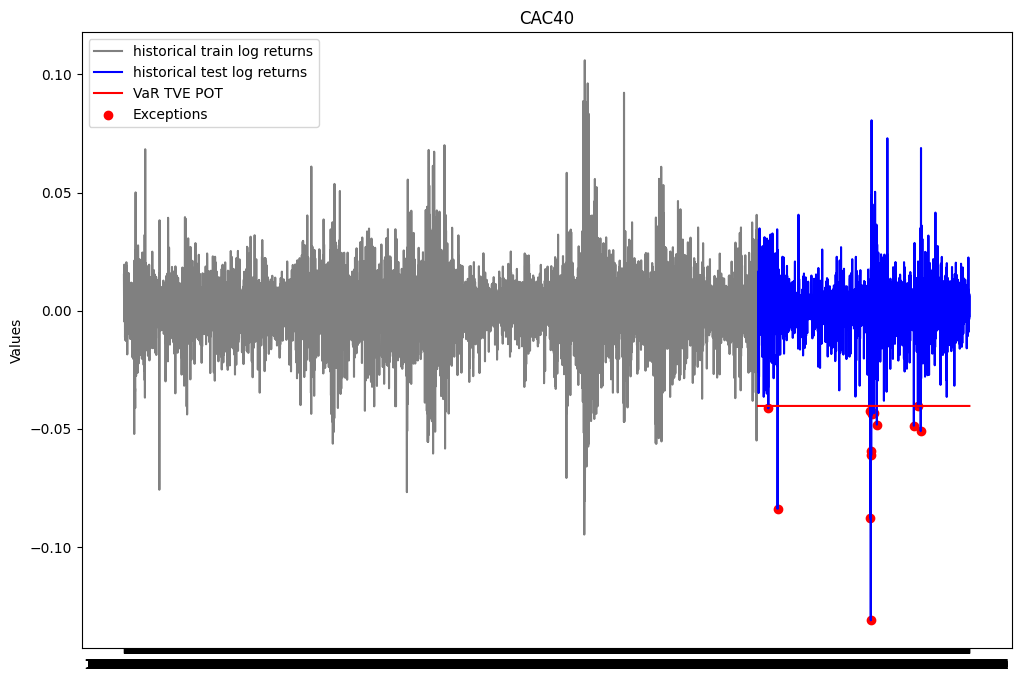 CAC40
historical train log returns
historical test log returns
VaR TVE POT
Exceptions
Values
0.10
0.05
0.00
−0.05
−0.10